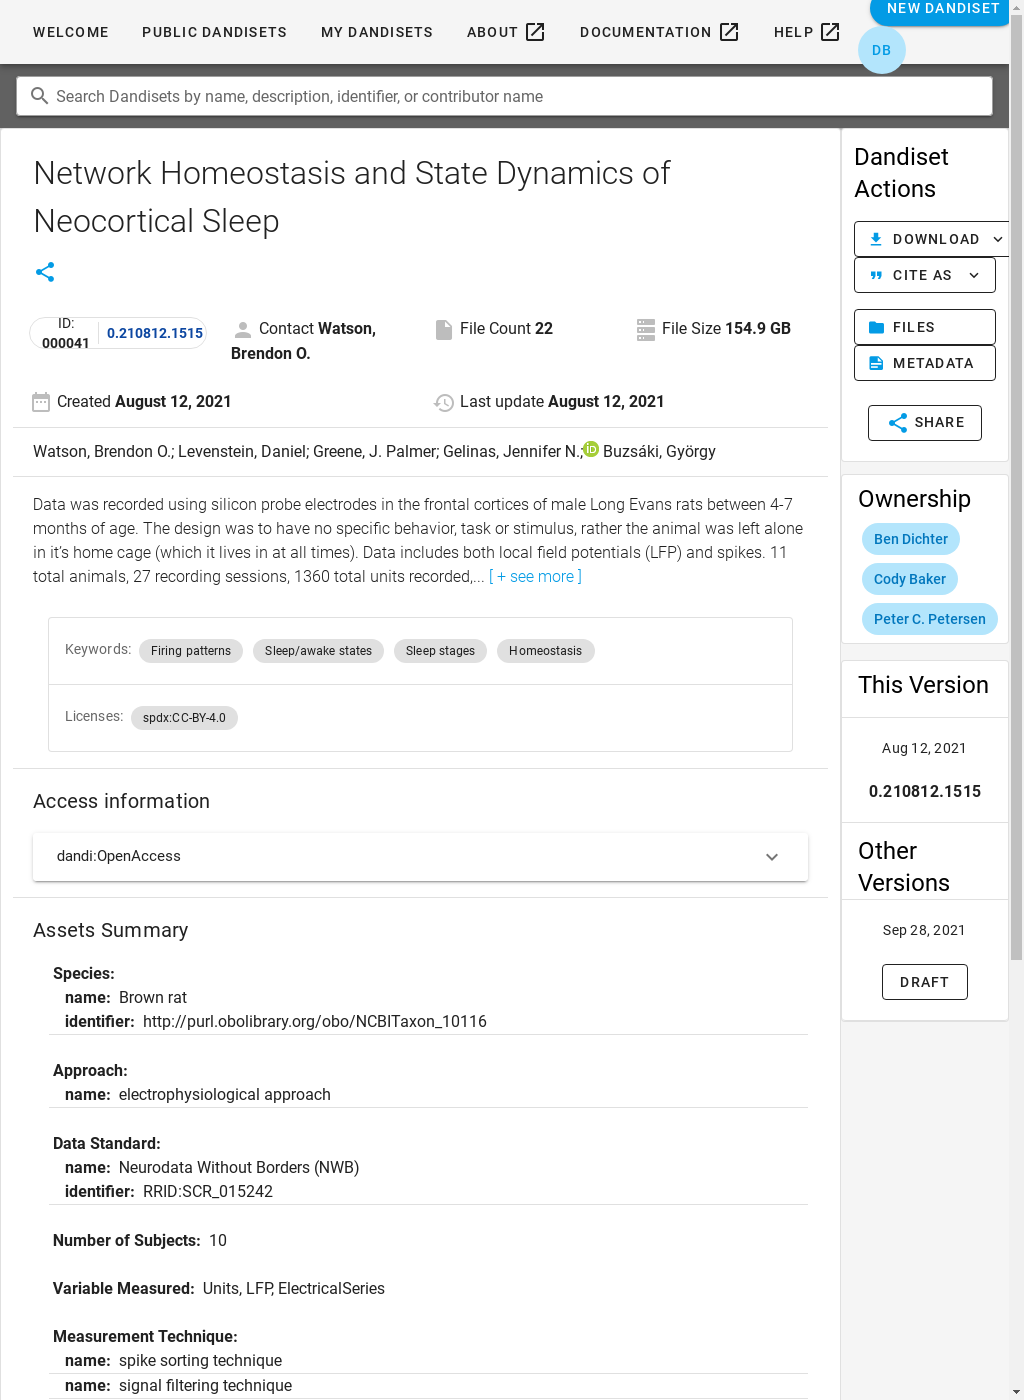 NEW DANDISET
WELCOME PUBLIC DANDISETS MY DANDISETS ABOUT DOCUMENTATION HELP
DB
Search Dandisets by name, description, identifier, or contributor name
Network Homeostasis and State Dynamics of
Neocortical Sleep
ID:
000041
0.210812.1515
Contact Watson,
Brendon O.
File Count 22
File Size 154.9 GB
Created August 12, 2021
Last update August 12, 2021
Watson, Brendon O.; Levenstein, Daniel; Greene, J. Palmer; Gelinas, Jennifer N.; iD Buzsáki, György
Data was recorded using silicon probe electrodes in the frontal cortices of male Long Evans rats between 4-7
months of age. The design was to have no specific behavior, task or stimulus, rather the animal was left alone
in it’s home cage (which it lives in at all times). Data includes both local field potentials (LFP) and spikes. 11
total animals, 27 recording sessions, 1360 total units recorded,... [ + see more ]
Keywords: Firing patterns Sleep/awake states Sleep stages Homeostasis
Licenses: spdx:CC-BY-4.0
Access information
dandi:OpenAccess
Assets Summary
Species:
name: Brown rat
identifier: http://purl.obolibrary.org/obo/NCBITaxon_10116
Approach:
name: electrophysiological approach
Data Standard:
name: Neurodata Without Borders (NWB)
identifier: RRID:SCR_015242
Number of Subjects: 10
Variable Measured: Units, LFP, ElectricalSeries
Measurement Technique:
name: spike sorting technique
name: signal filtering technique
Dandiset
Actions
DOWNLOAD
CITE AS
FILES
METADATA
SHARE
Ownership
Ben Dichter
Cody Baker
Peter C. Petersen
This Version
Aug 12, 2021
0.210812.1515
Other
Versions
Sep 28, 2021
DRAFT